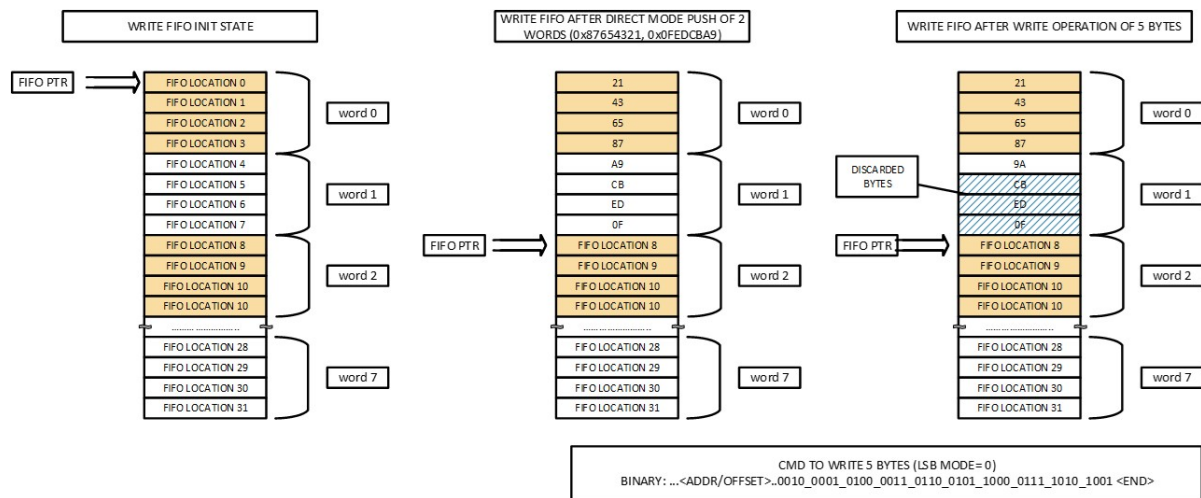 WRITE FIFO INIT STATE
FIFO PTR
FIFO LOCATION 0
FIFO LOCATION 1
FIFO LOCATION 2
FIFO LOCATION 3
FIFO LOCATION 4
FIFO LOCATION 5
FIFO LOCATION 6
FIFO LOCATION 7
FIFO LOCATION 8
FIFO LOCATION 9
FIFO LOCATION 10
FIFO LOCATION 10
.....................
FIFO LOCATION 28
FIFO LOCATION 29
FIFO LOCATION 30
FIFO LOCATION 31
word 0
word 1
word 2
word 7
WRITE FIFO AFTER DIRECT MODE PUSH OF 2
WORDS (0x87654321, 0x0FEDCBA9)
FIFO PTR
21
43
65
87
A9
CB
ED
0F
FIFO LOCATION 8
FIFO LOCATION 9
FIFO LOCATION 10
FIFO LOCATION 10
.....................
FIFO LOCATION 28
FIFO LOCATION 29
FIFO LOCATION 30
FIFO LOCATION 31
word 0
word 1
word 2
word 7
WRITE FIFO AFTER WRITE OPERATION OF 5 BYTES
DISCARDED
BYTES
FIFO PTR
21
43
65
87
9A
CB
ED
0F
FIFO LOCATION 8
FIFO LOCATION 9
FIFO LOCATION 10
FIFO LOCATION 10
.....................
FIFO LOCATION 28
FIFO LOCATION 29
FIFO LOCATION 30
FIFO LOCATION 31
word 0
word 1
word 2
word 7
CMD TO WRITE 5 BYTES (LSB MODE= 0)
BINARY: ...<ADDR/OFFSET>..0010_0001_0100_0011_0110_0101_1000_0111_1010_1001 <END>